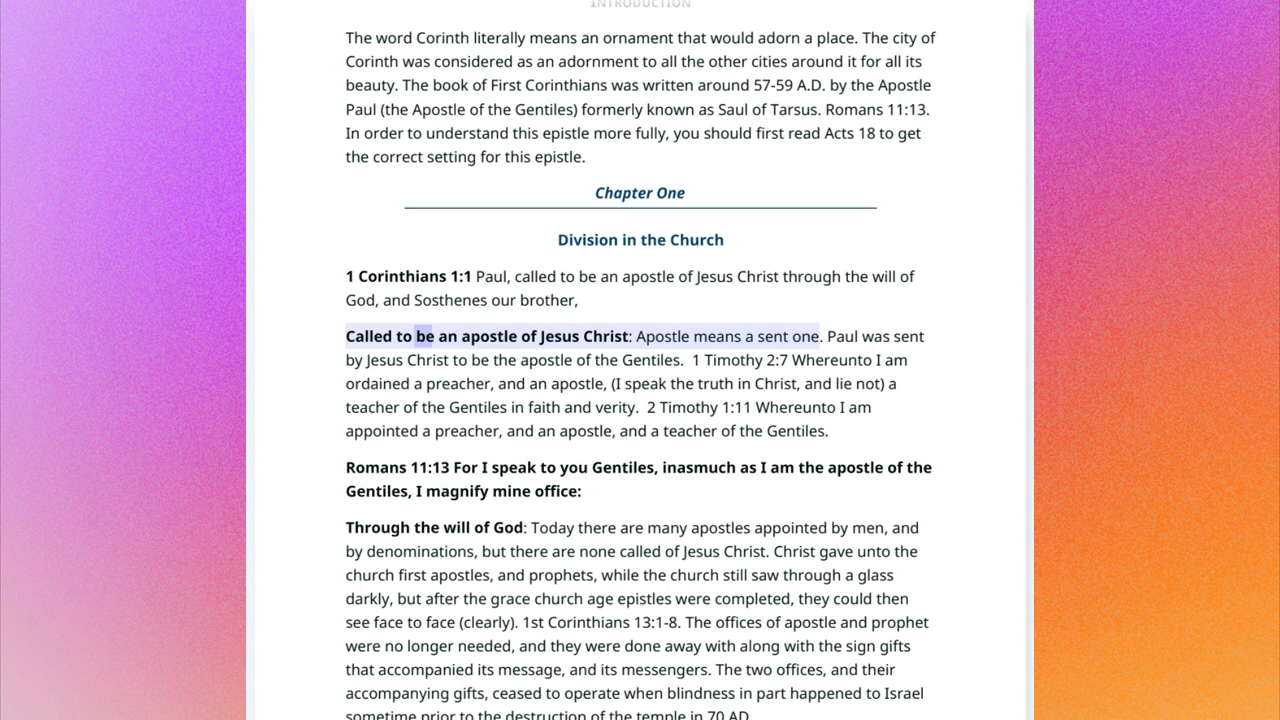 INTRODUCTION
The word Corinth literally means an ornament that would adorn a place. The city of
Corinth was considered as an adornment to all the other cities around it for all its
beauty. The book of First Corinthians was written around 57-59 A.D. by the Apostle
Paul (the Apostle of the Gentiles) formerly known as Saul of Tarsus. Romans 11:13.
In order to understand this epistle more fully, you should first read Acts 18 to get
the correct setting for this epistle.
Chapter One
Division in the Church
1 Corinthians 1:1 Paul, called to be an apostle of Jesus Christ through the will of
God, and Sosthenes our brother,
Called to be an apostle of Jesus Christ: Apostle means a sent one. Paul was sent
by Jesus Christ to be the apostle of the Gentiles.  1 Timothy 2:7 Whereunto I am
ordained a preacher, and an apostle, (I speak the truth in Christ, and lie not) a
teacher of the Gentiles in faith and verity.  2 Timothy 1:11 Whereunto I am
appointed a preacher, and an apostle, and a teacher of the Gentiles.
Romans 11:13 For I speak to you Gentiles, inasmuch as I am the apostle of the
Gentiles, I magnify mine office:
Through the will of God: Today there are many apostles appointed by men, and
by denominations, but there are none called of Jesus Christ. Christ gave unto the
church first apostles, and prophets, while the church still saw through a glass
darkly, but after the grace church age epistles were completed, they could then
see face to face (clearly). 1st Corinthians 13:1-8. The offices of apostle and prophet
were no longer needed, and they were done away with along with the sign gifts
that accompanied its message, and its messengers. The two offices, and their
accompanying gifts, ceased to operate when blindness in part happened to Israel
sometime prior to the destruction of the temple in 70 AD.